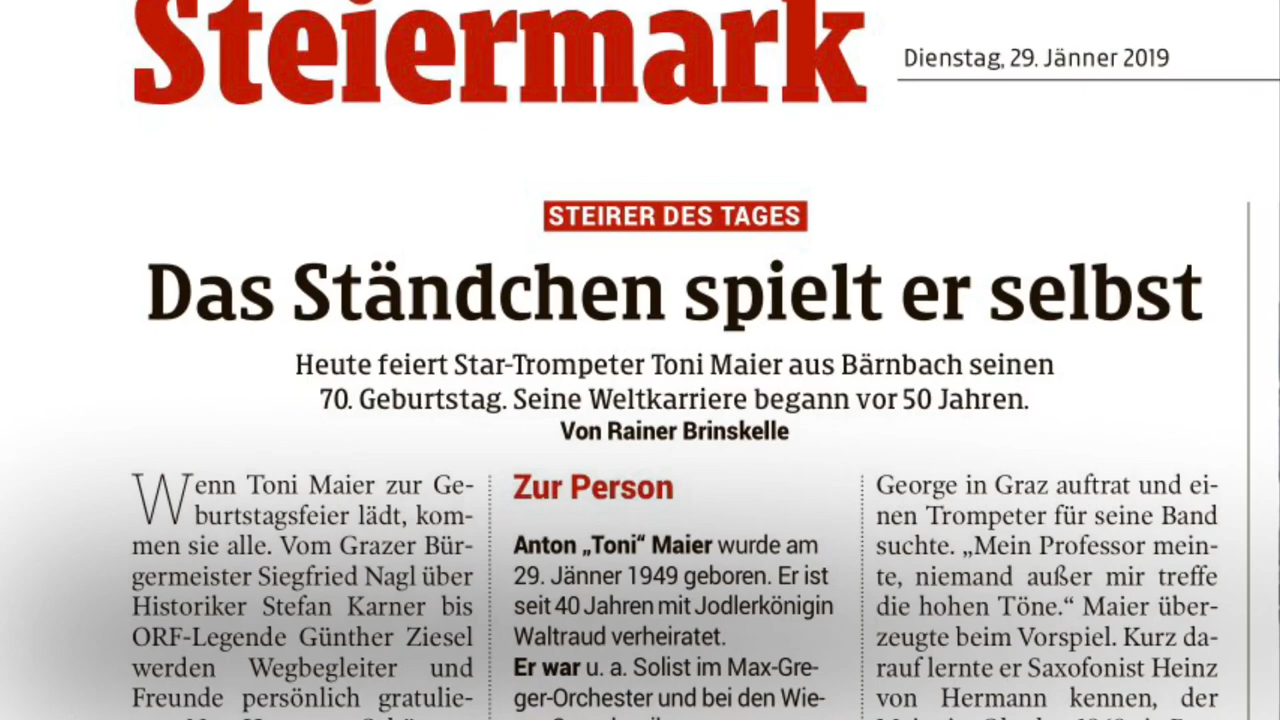 Steiermark
Dienstag, 29. Jänner 2019
STEIRER DES TAGES
Das Ständchen spielt er selbst
Heute feiert Star-Trompeter Toni Maier aus Bärnbach seinen
70. Geburtstag. Seine Weltkarriere begann vor 50 Jahren.
Von Rainer Brinskelle
Wenn Toni Maier zur Ge-
burtstagsfeier lädt, kom-
men sie alle. Vom Grazer Bür-
germeister Siegfried Nagl über
Historiker Stefan Karner bis
ORF-Legende Günther Ziesel
werden Wegbegleiter und
Freunde persönlich gratulie-
Zur Person
Anton „Toni“ Maier wurde am
29. Jänner 1949 geboren. Er ist
seit 40 Jahren mit Jodlerkönigin
Waltraud verheiratet.
Er war u. a. Solist im Max-Gre-
ger-Orchester und bei den Wie-
George in Graz auftrat und ei-
nen Trompeter für seine Band
suchte. „Mein Professor mein-
te, niemand außer mir treffe
die hohen Töne.“ Maier über-
zeugte beim Vorspiel. Kurz da-
rauf lernte er Saxofonist Heinz
von Hermann kennen, der